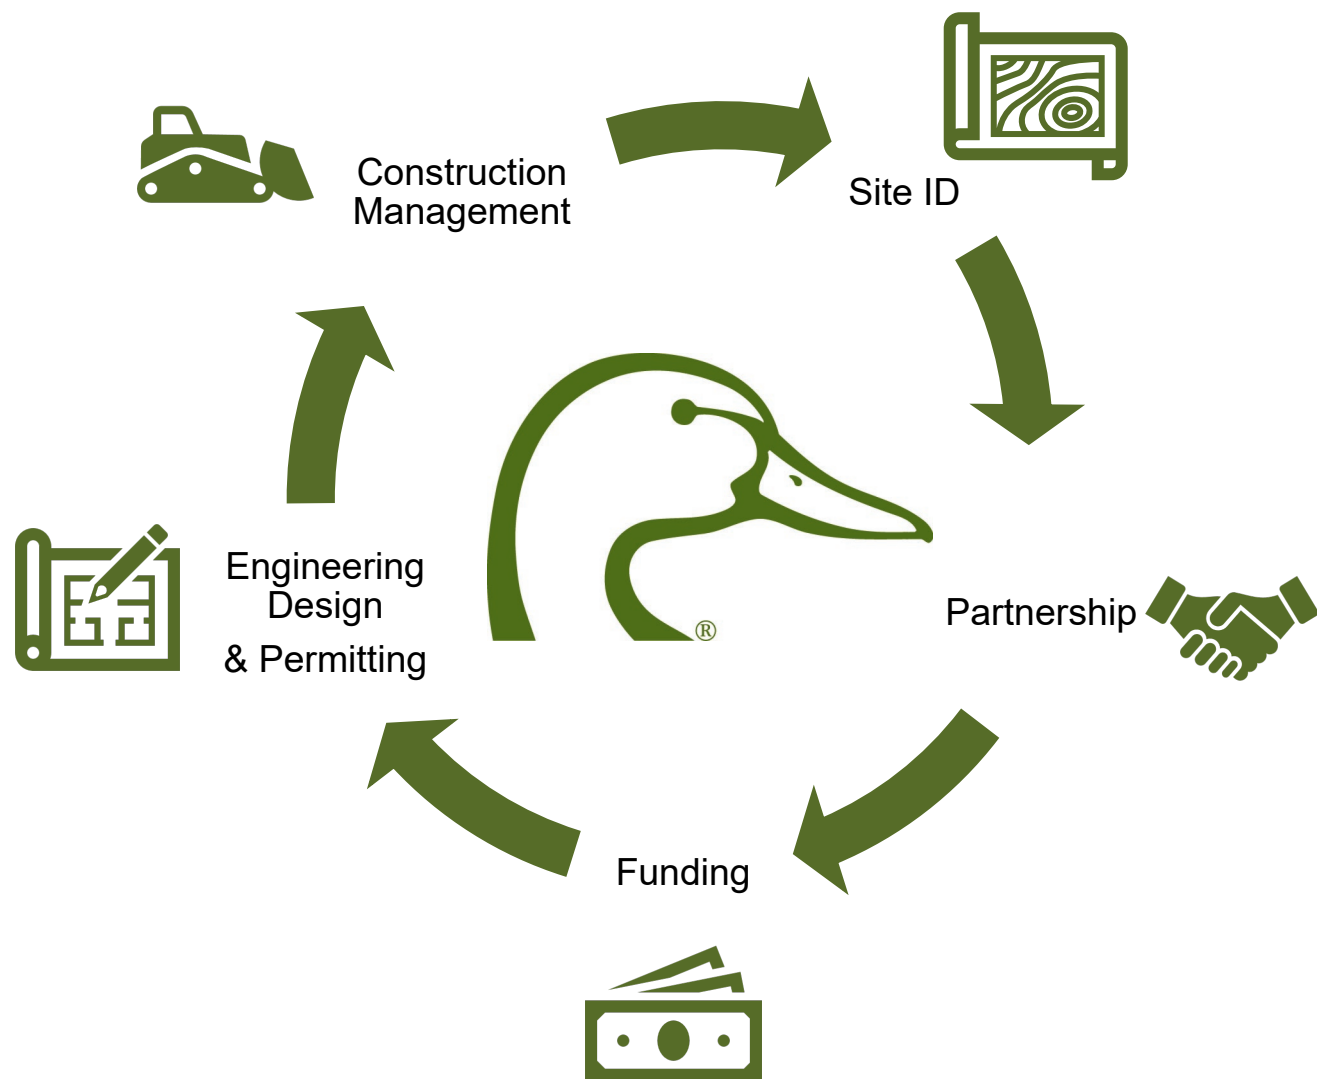 Construction
Management
Site ID
Engineering
Design
& Permitting
®
Partnership
Funding